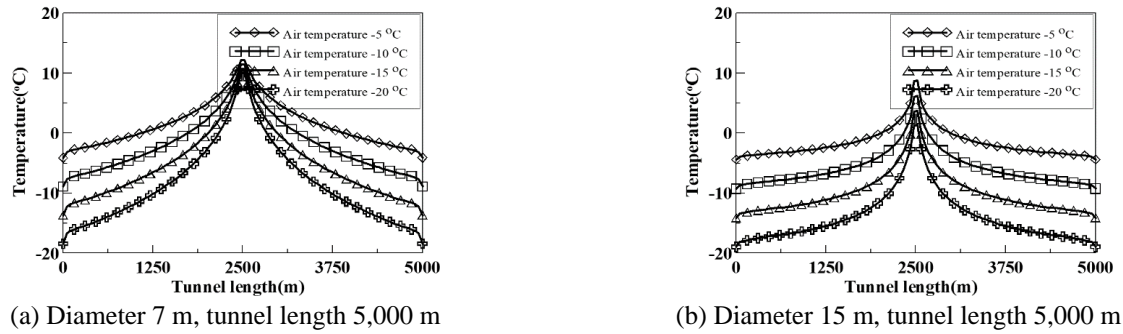 20
10
0
-10
-20
Temperature(°C)
Air temperature -5 °C
Air temperature -10 °C
Air temperature -15 °C
Air temperature -20 °C
0 1250 2500 3750 5000
Tunnel length(m)
(a) Diameter 7 m, tunnel length 5,000 m
20
10
0
-10
-20
Temperature(°C)
Air temperature -5 °C
Air temperature -10 °C
Air temperature -15 °C
Air temperature -20 °C
0 1250 2500 3750 5000
Tunnel length(m)
(b) Diameter 15 m, tunnel length 5,000 m